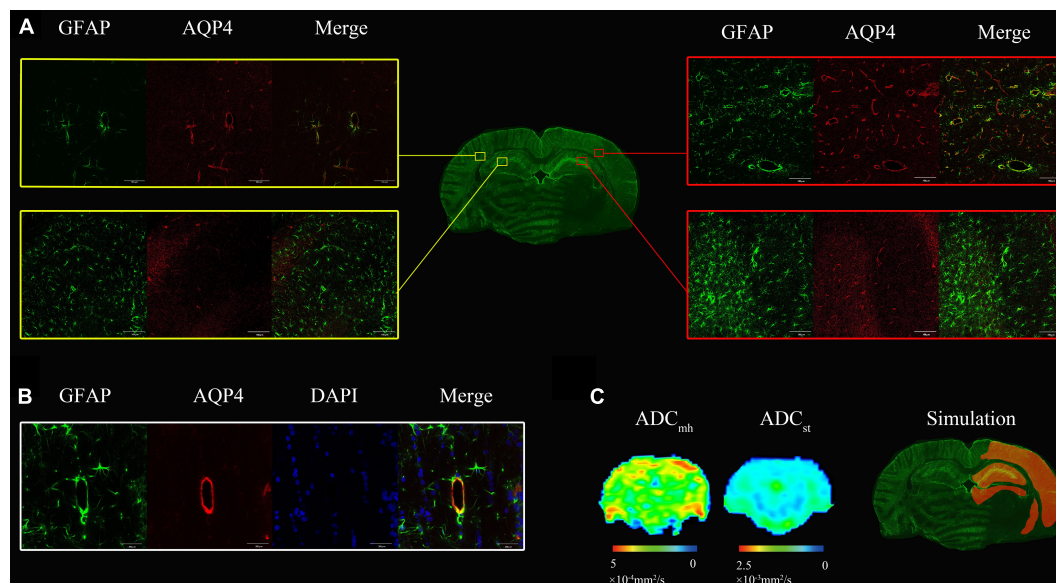 A
GFAP AQP4 Merge
GFAP AQP4 Merge
B
GFAP AQP4 DAPI Merge
C
ADCmh ADCst Simulation
5 0
×10-4mm2/s
2.5 0
×10-3mm2/s